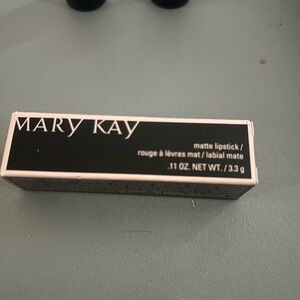 MARY KAY
matte lipstick /
rouge à lèvres mat / labial mate
.11 OZ. NET WT. / 3.3 g